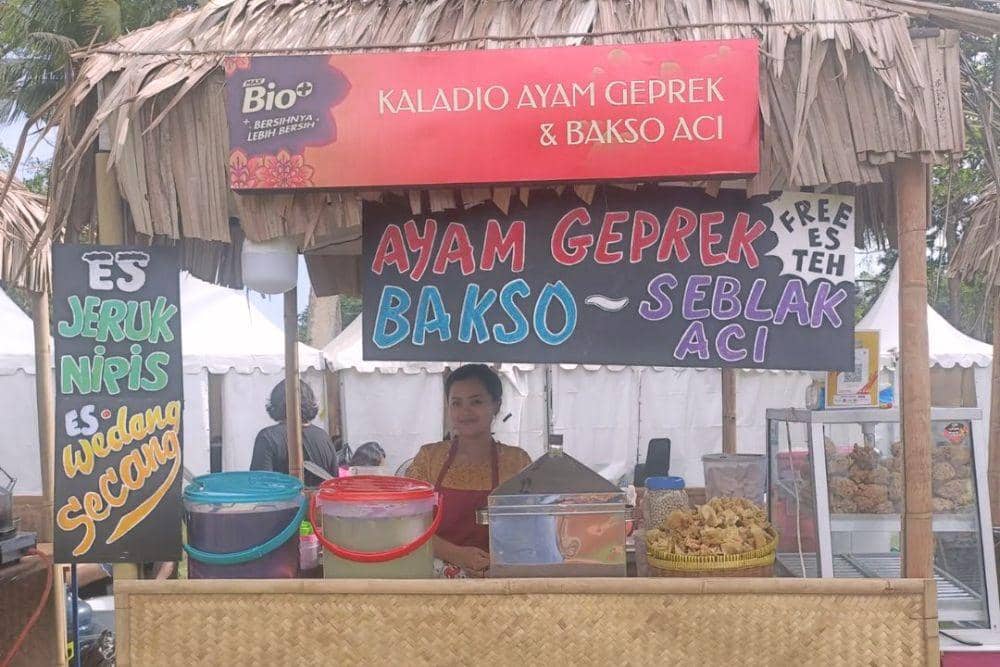 MAX
Bio+
BERSIHNYA
LEBIH BERSIH
KALADIO AYAM GEPREK
& BAKSO ACI
AYAM GEPREK
BAKSO ~ SEBLAK
ACI
FREE
ES
TEH
ES
JERUK
NIPIS
ES
Wedang
Secang